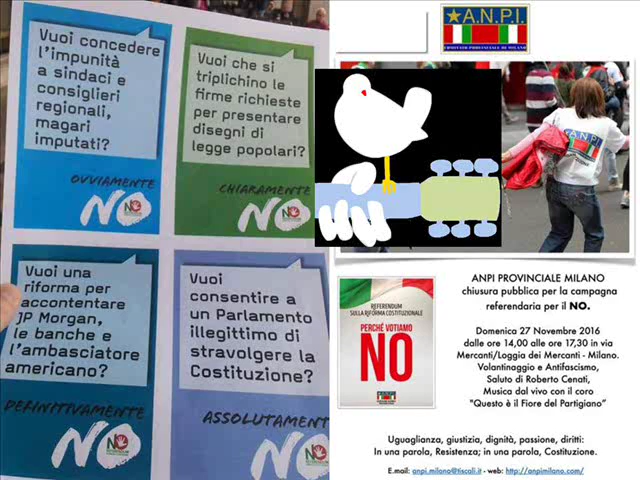 Vuoi concedere
l'impunità
a sindaci e
consiglieri
regionali,
magari
imputati?
OVVIAMENTE
NO
Vuoi che si
triplichino le
firme richieste
per presentare
disegni di
legge popolari?
CHIARAMENTE
NO
Vuoi una
riforma per
accontentare
JP Morgan,
le banche e
l'ambasciatore
americano?
DEFINITIVAMENTE
NO
Vuoi
consentire a
un Parlamento
illegittimo di
stravolgere la
Costituzione?
ASSOLUTAMENT
NO
A.N.P.I.
COMITATO PROVINCIALE DI MILANO
A.N.P.I.
ANPI PROVINCIALE MILANO
chiusura pubblica per la campagna
referendaria per il NO.
REFERENDUM
SULLA RIFORMA COSTITUZIONALE
PERCHÉ VOTIAMO
NO
Domenica 27 Novembre 2016
dalle ore 14,00 alle ore 17,30 in via
Mercanti/Loggia dei Mercanti - Milano.
Volantinaggio e Antifascismo,
Saluto di Roberto Cenati,
Musica dal vivo con il coro
"Questo è il Fiore del Partigiano"
Uguaglianza, giustizia, dignità, passione, diritti:
In una parola, Resistenza; in una parola, Costituzione.
E.mail: anpi.milano@tiscali.it - web: http://anpimilano.com/